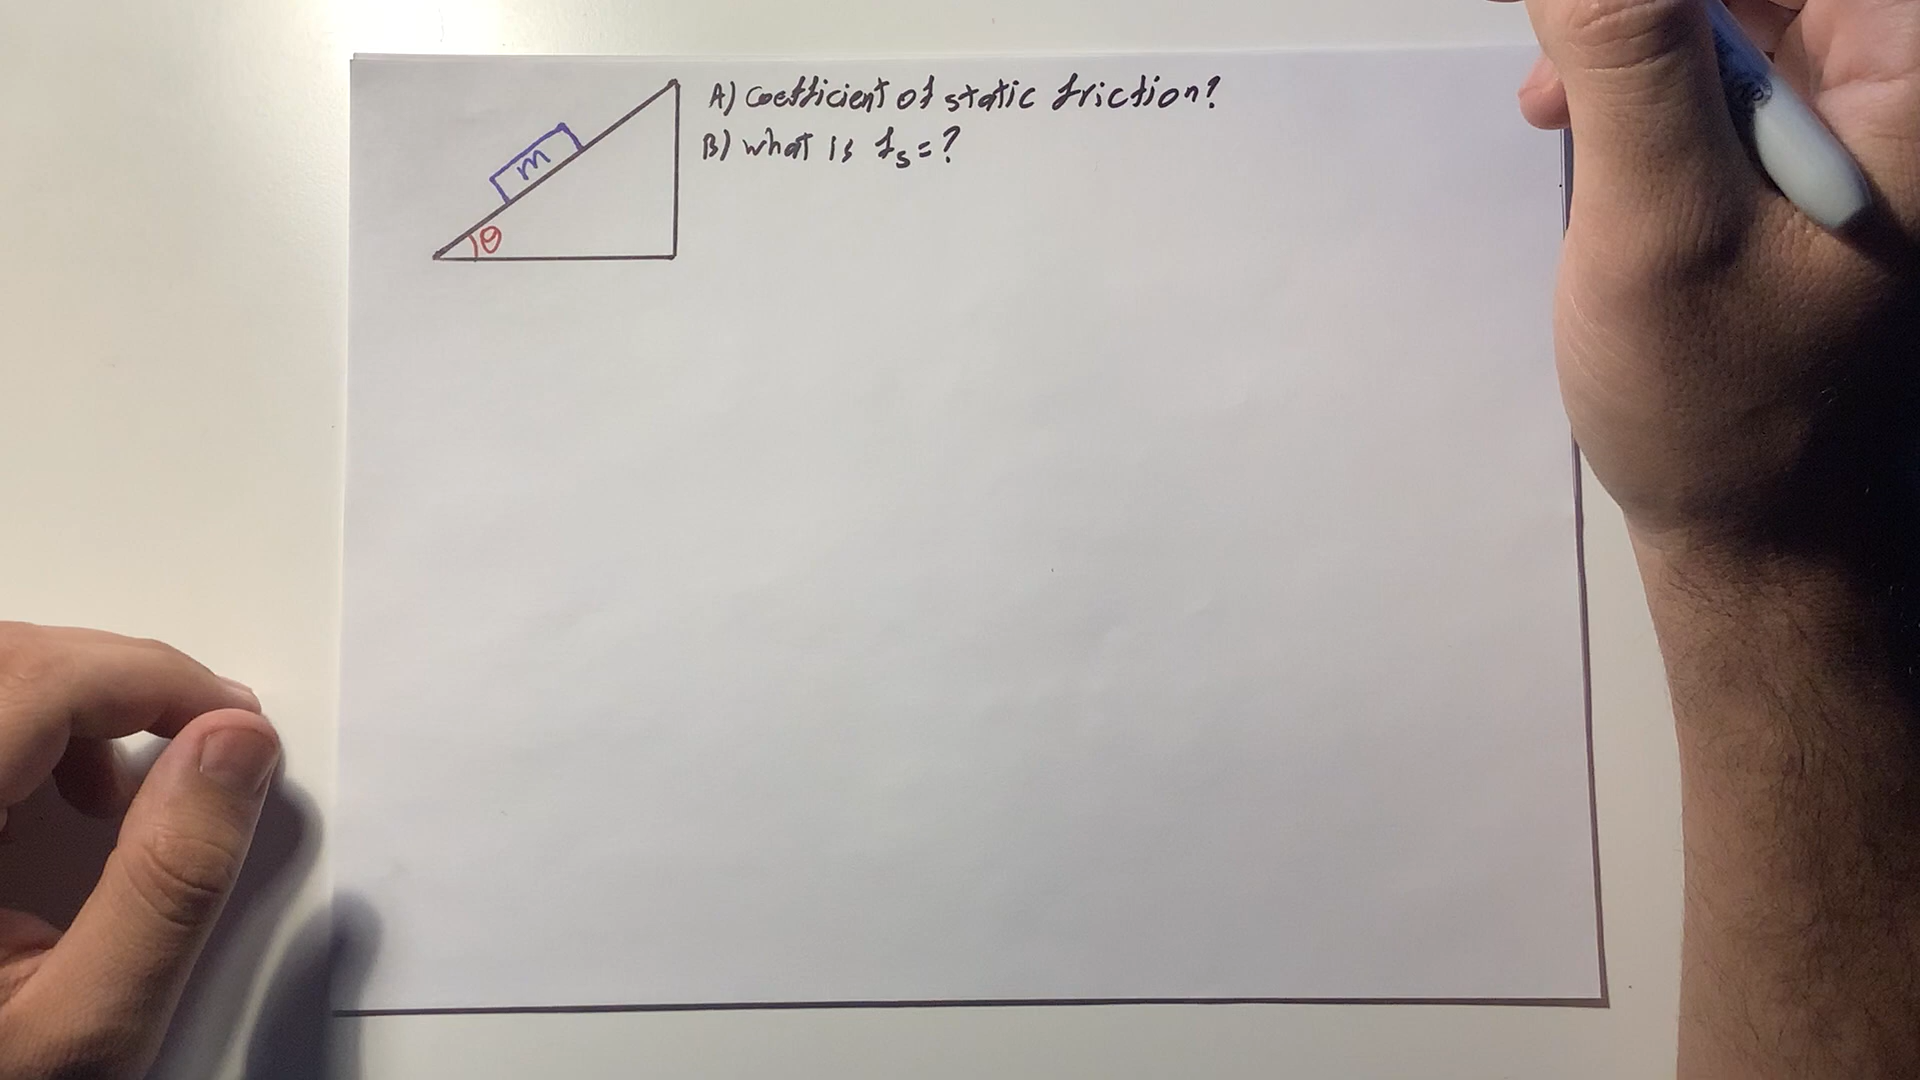 A) coefficient of static friction?
B) what is fs=?
m
θ